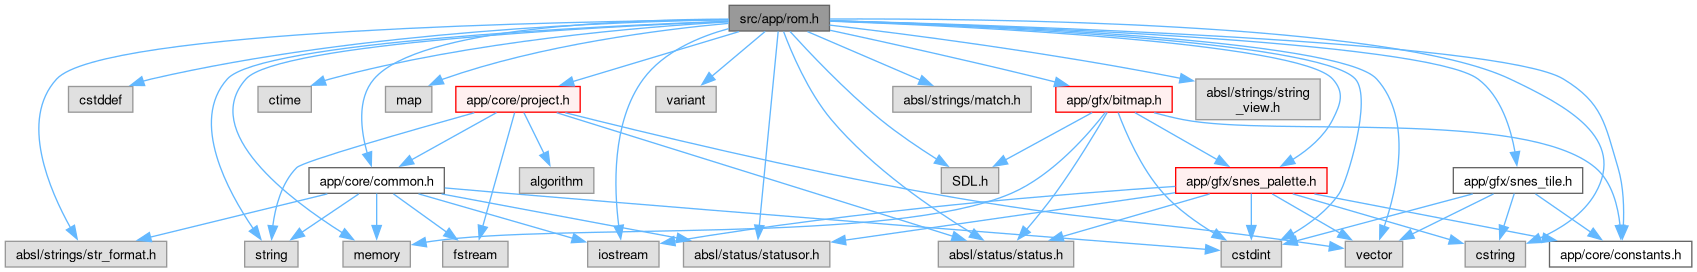 src/app/rom.h
cstddef
ctime
map
app/core/project.h
variant
absl/strings/match.h
app/gfx/bitmap.h
absl/strings/string
_view.h
app/core/common.h
algorithm
SDL.h
app/gfx/snes_palette.h
app/gfx/snes_tile.h
absl/strings/str_format.h
string
memory
fstream
iostream
absl/status/statusor.h
absl/status/status.h
cstdint
vector
cstring
app/core/constants.h